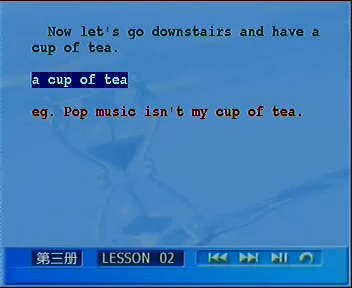 Now let's go downstairs and have a
cup of tea.
a cup of tea
eg. Pop music isn't my cup of tea.
第三册 LESSON 02